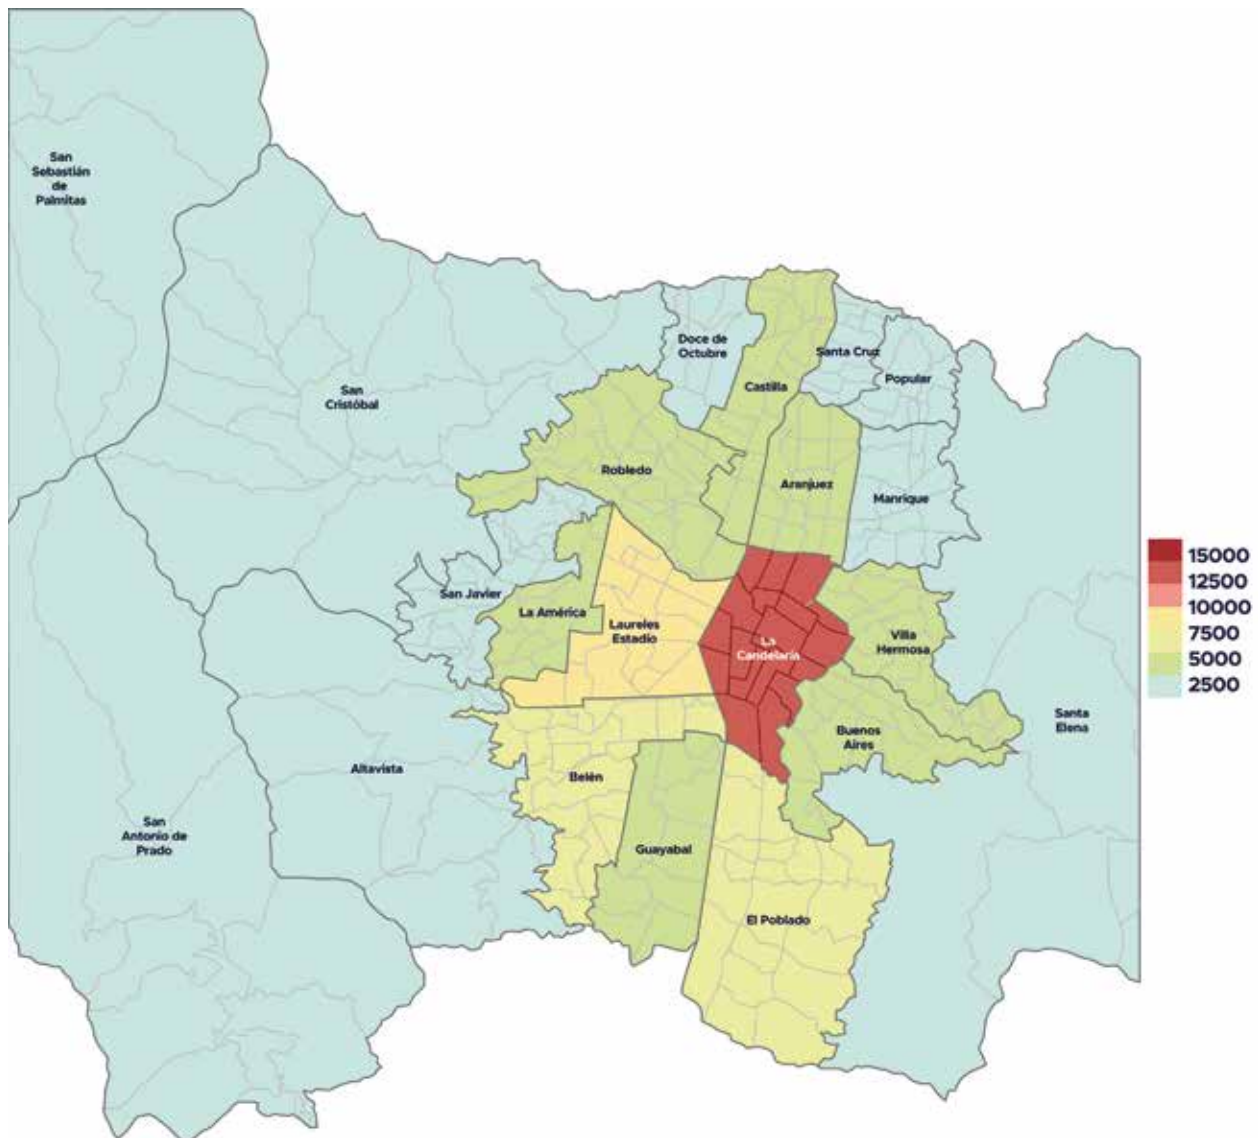 San
Sebastián
de
Palmitas
San
Cristóbal
Doce de
Octubre
Santa Cruz
Popular
Castilla
Robledo
Aranjuez
Manrique
San Javier
La América
Laureles
Estadio
La
Candelaría
Villa
Hermosa
Buenos
Aires
Santa
Elena
Altavista
Belén
San
Antonio de
Prado
Guayabal
El Poblado
15000
12500
10000
7500
5000
2500